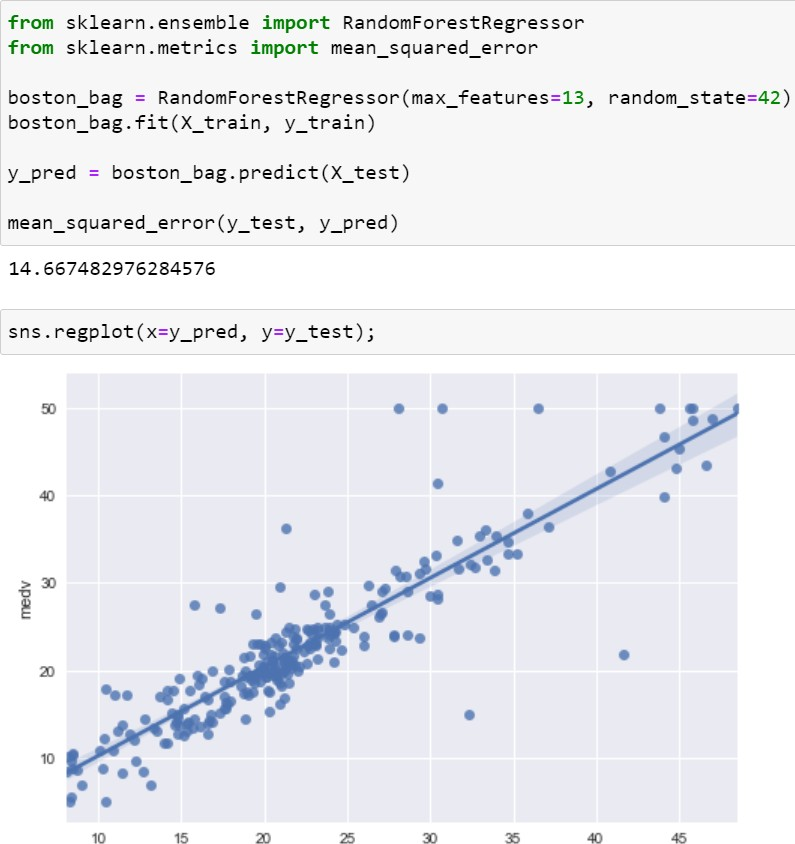 from sklearn.ensemble import RandomForestRegressor
from sklearn.metrics import mean_squared_error
boston_bag = RandomForestRegressor(max_features=13, random_state=42)
boston_bag.fit(X_train, y_train)
y_pred = boston_bag.predict(X_test)
mean_squared_error(y_test, y_pred)
14.667482976284576
sns.regplot(x=y_pred, y=y_test);
50
40
30
20
10
medv
10 15 20 25 30 35 40 45